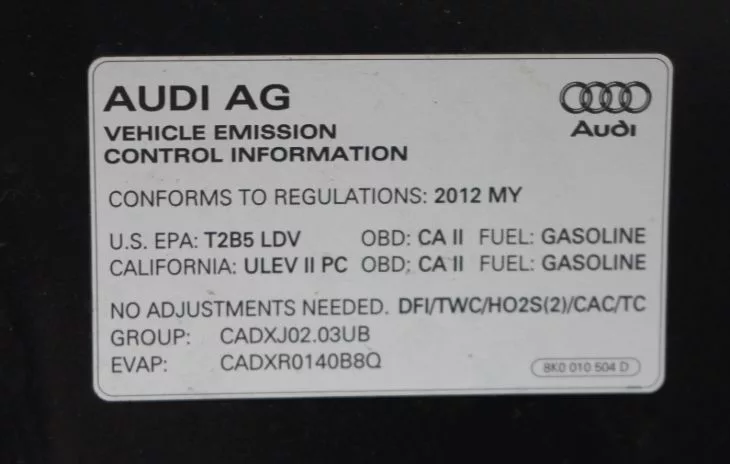 AUDI AG
Audi
VEHICLE EMISSION
CONTROL INFORMATION
CONFORMS TO REGULATIONS: 2012 MY
U.S. EPA: T2B5 LDV OBD: CA II FUEL: GASOLINE
CALIFORNIA: ULEV II PC OBD: CA II FUEL: GASOLINE
NO ADJUSTMENTS NEEDED. DFI/TWC/HO2S(2)/CAC/TC
GROUP: CADXJ02.03UB
EVAP: CADXR0140B8Q
8K0 010 504 D